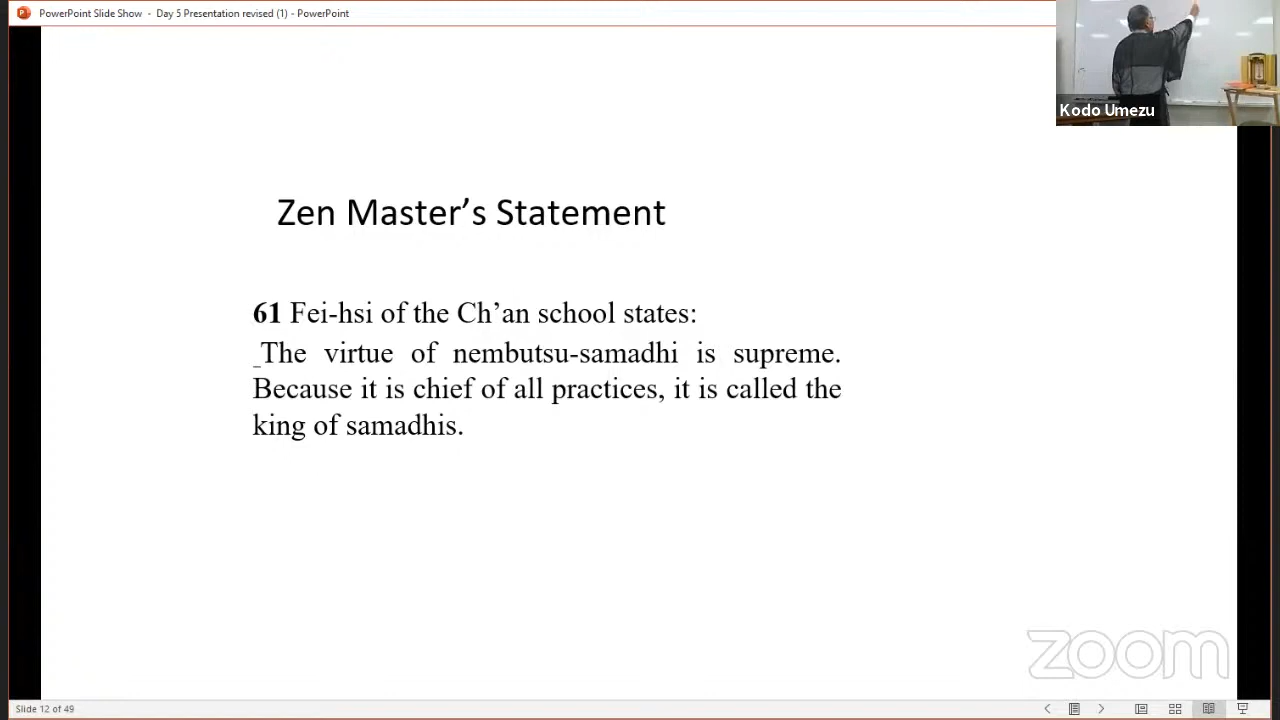 PowerPoint Slide Show - Day 5 Presentation revised (1) - PowerPoint
Kodo Umezu
Zen Master’s Statement
61 Fei-hsi of the Ch’an school states:
_The virtue of nembutsu-samadhi is supreme.
Because it is chief of all practices, it is called the
king of samadhis.
zoom
Slide 12 of 49